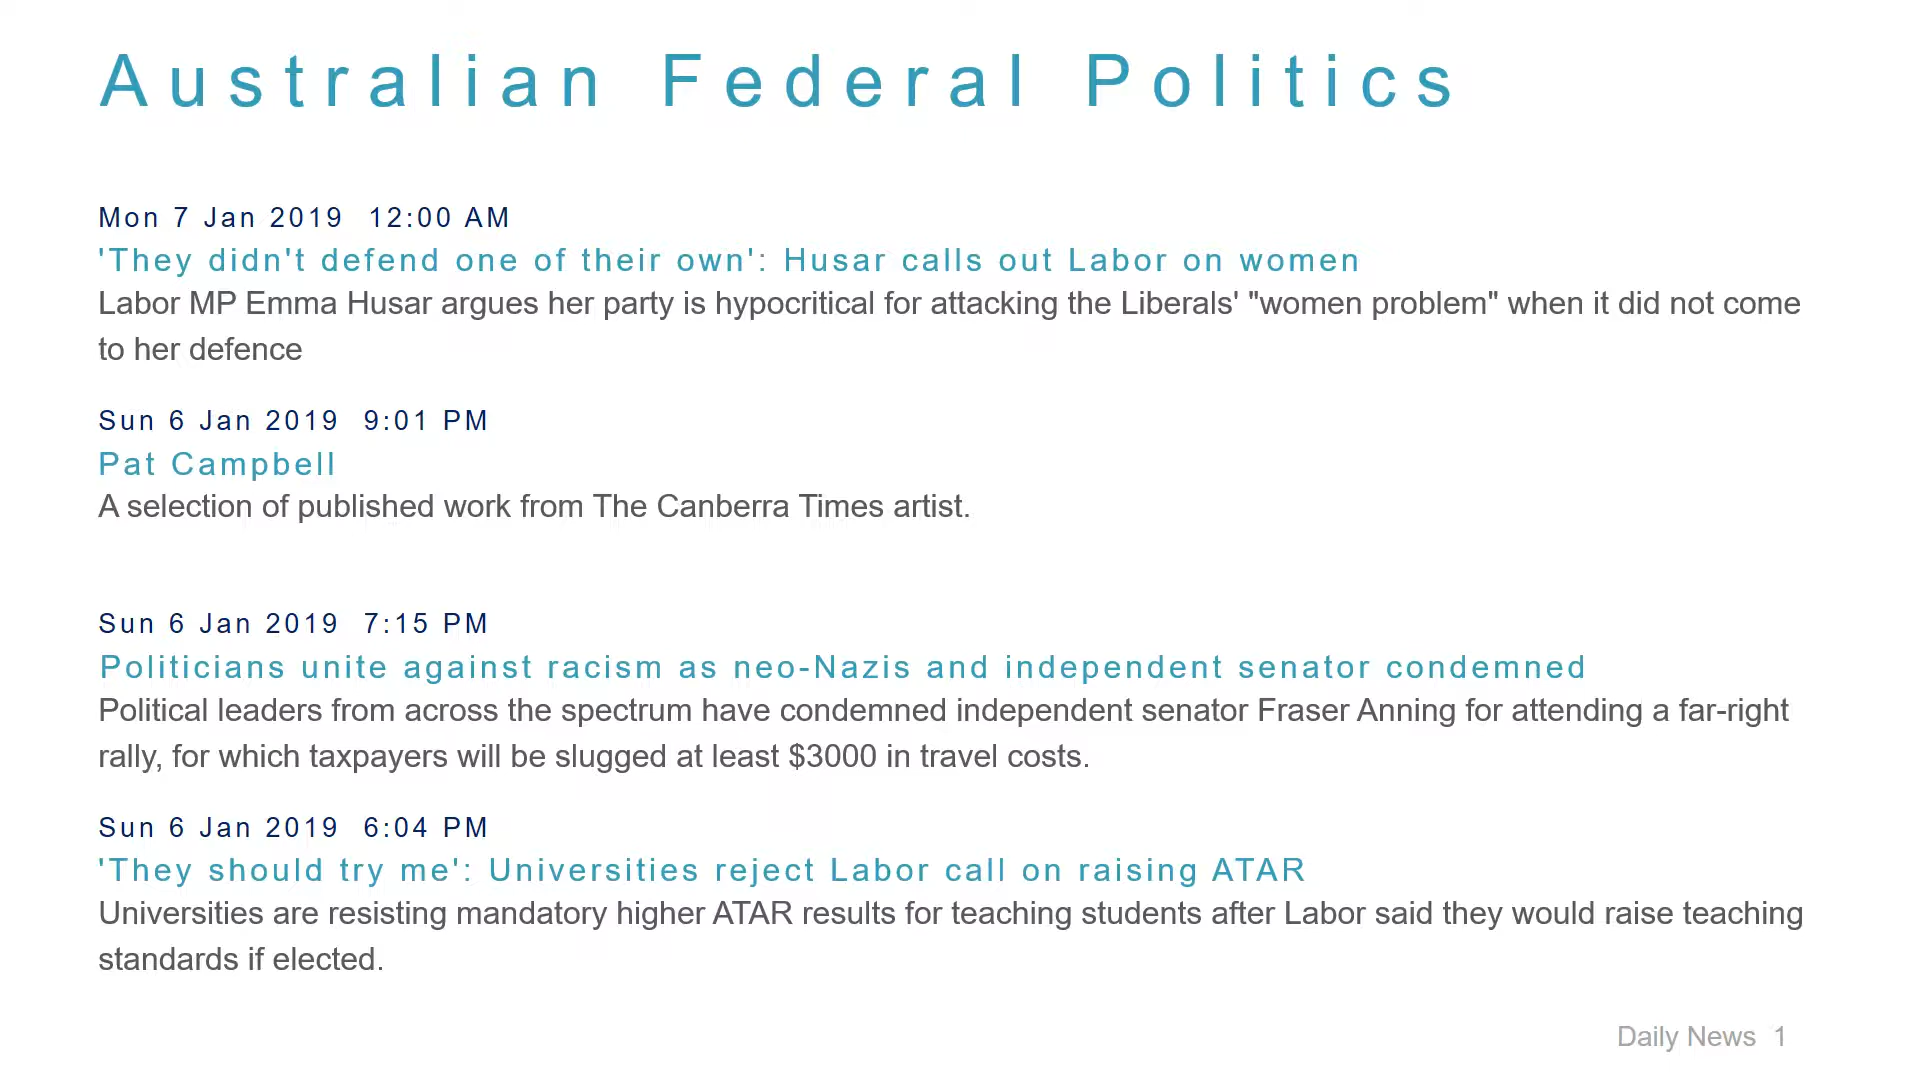 Australian Federal Politics
Mon 7 Jan 2019 12:00 AM
'They didn't defend one of their own': Husar calls out Labor on women
Labor MP Emma Husar argues her party is hypocritical for attacking the Liberals' "women problem" when it did not come
to her defence
Sun 6 Jan 2019 9:01 PM
Pat Campbell
A selection of published work from The Canberra Times artist.
Sun 6 Jan 2019 7:15 PM
Politicians unite against racism as neo-Nazis and independent senator condemned
Political leaders from across the spectrum have condemned independent senator Fraser Anning for attending a far-right
rally, for which taxpayers will be slugged at least $3000 in travel costs.
Sun 6 Jan 2019 6:04 PM
'They should try me': Universities reject Labor call on raising ATAR
Universities are resisting mandatory higher ATAR results for teaching students after Labor said they would raise teaching
standards if elected.
Daily News 1